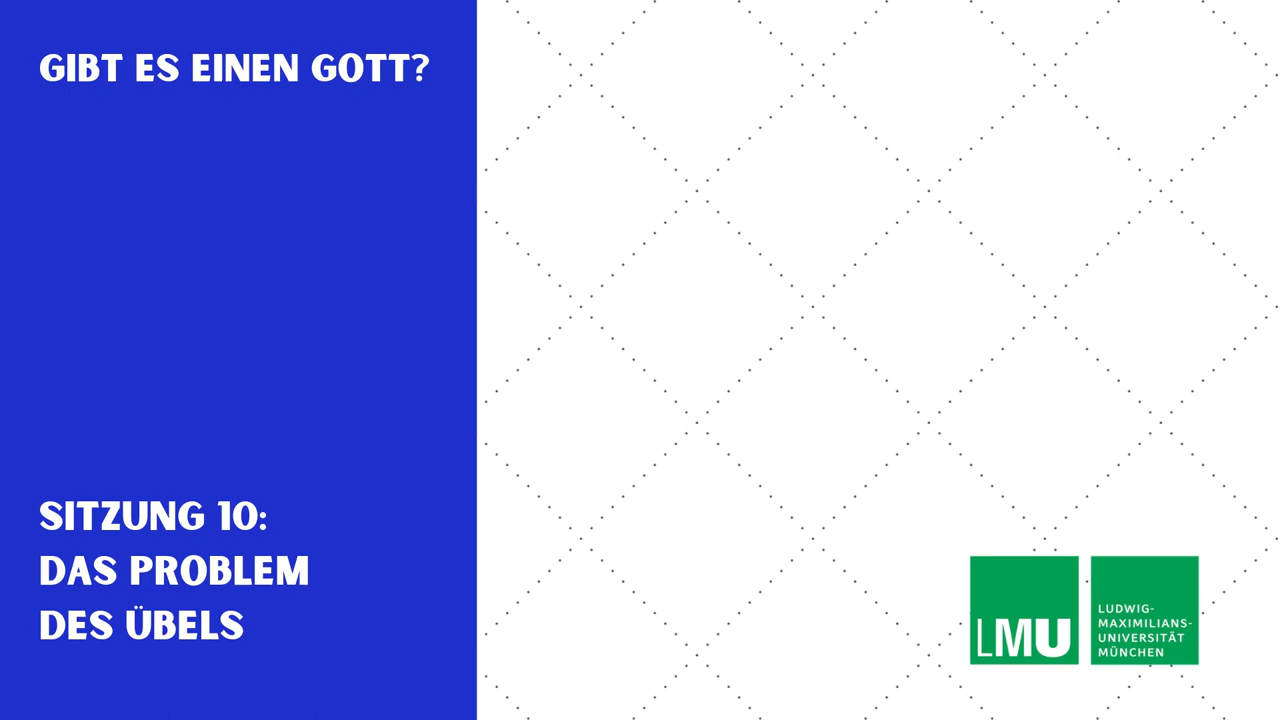 GIBT ES EINEN GOTT?
SITZUNG 10:
DAS PROBLEM
DES ÜBELS
LMU
LUDWIG-
MAXIMILIANS-
UNIVERSITÄT
MÜNCHEN